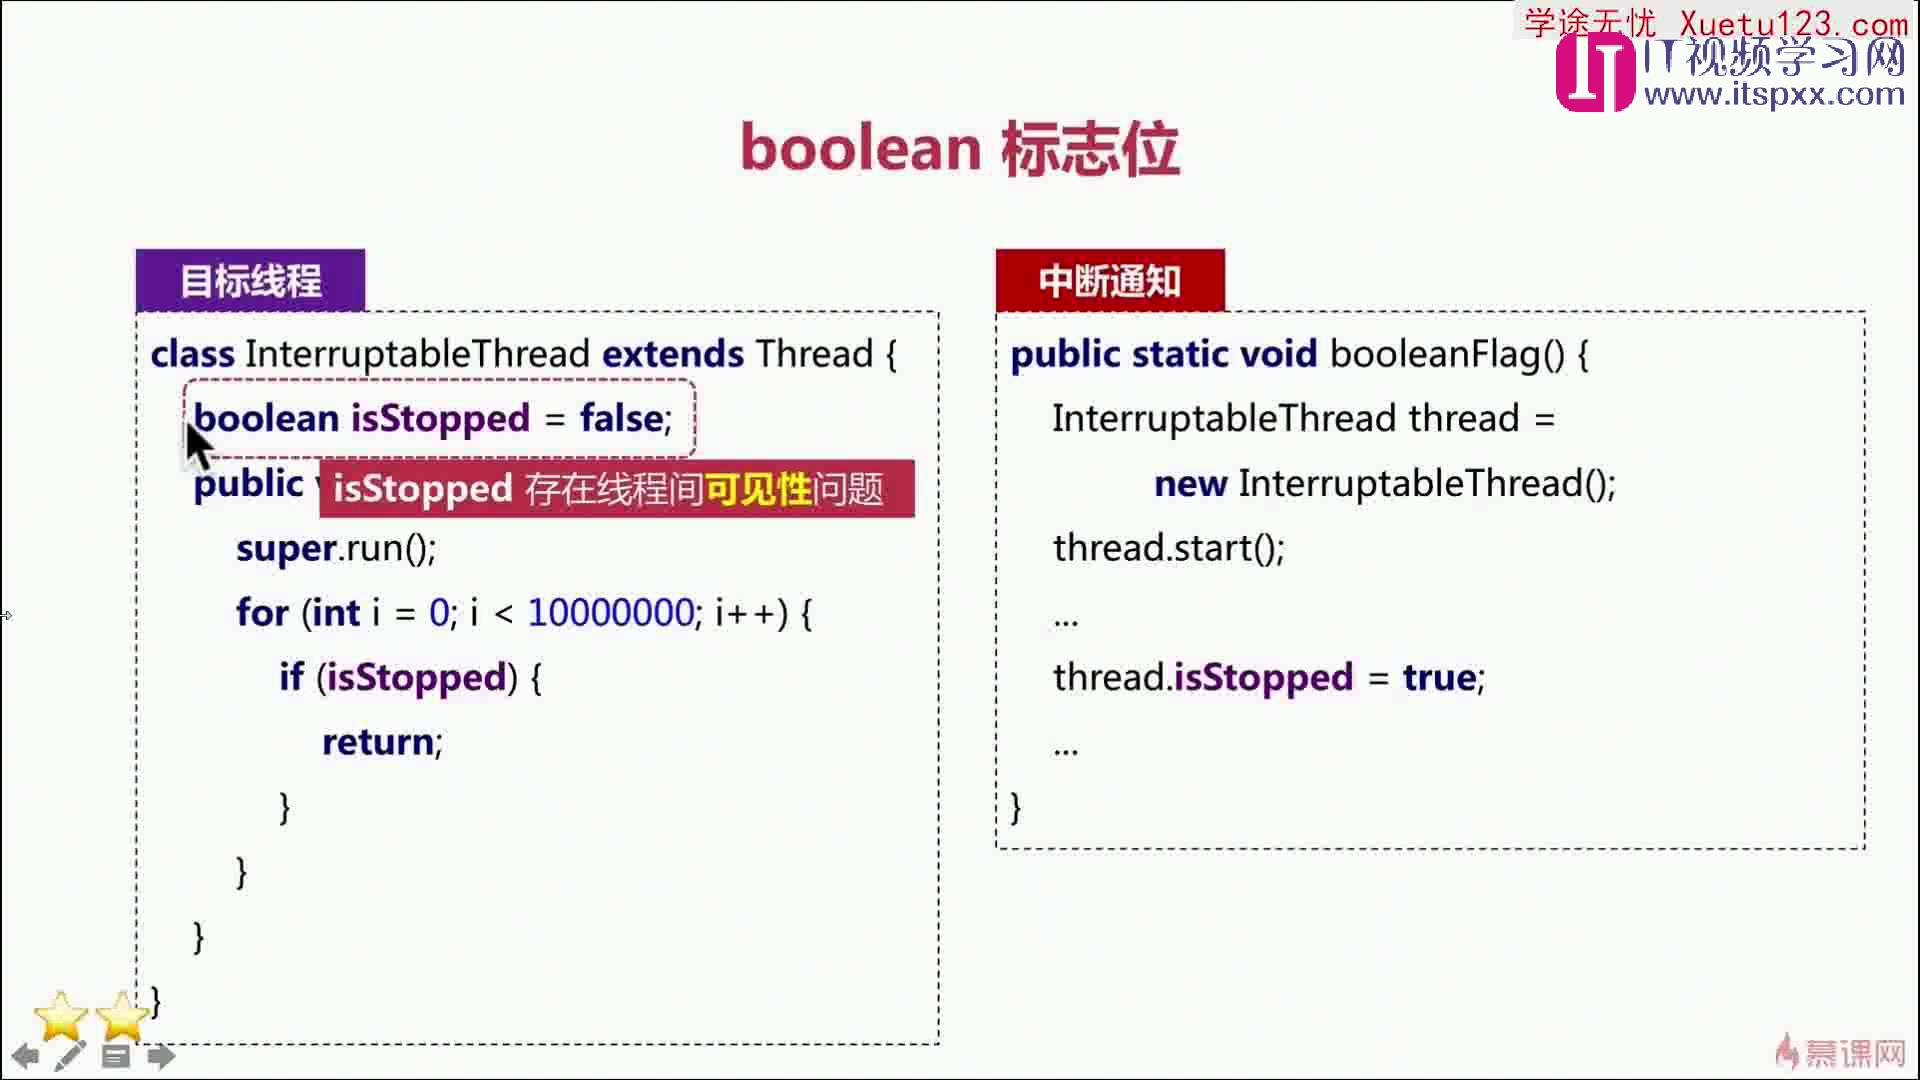 学途无忧 Xuetu123.com
IT视频学习网
www.itspxx.com
boolean 标志位
目标线程
class InterruptableThread extends Thread {
boolean isStopped = false;
public
isStopped 存在线程间可见性问题
super.run();
for (int i = 0; i < 10000000; i++) {
if (isStopped) {
return;
}
}
}
}
中断通知
public static void booleanFlag() {
InterruptableThread thread =
new InterruptableThread();
thread.start();
...
thread.isStopped = true;
...
}
慕课网